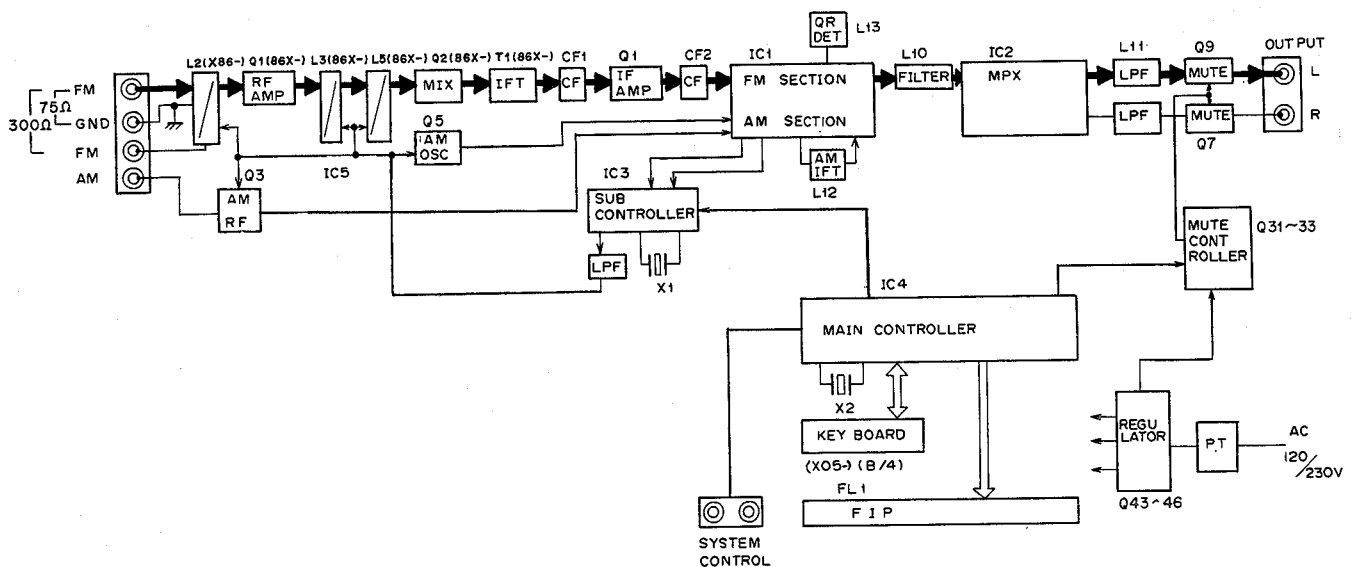 QR
DET
L13
L2(X86-) Q1(86X-) L3(86X-) L5(86X-) Q2(86X-) T1(86X-) CF1 Q1 CF2 IC1
L10 IC2 L11 Q9 OUTPUT
FM
RF
AMP
MIX
IFT
CF
IF
AMP
CF
FM SECTION
FILTER
MPX
LPF
MUTE
L
75Ω
300Ω
GND
Q5
AM
OSC
AM SECTION
LPF
MUTE
R
FM
AM
Q3
IC5
AM
IFT
L12
Q7
AM
RF
IC3
SUB
CONTROLLER
MUTE
CONT
ROLLER
Q31~33
LPF
X1
IC4
MAIN CONTROLLER
X2
KEY BOARD
(X05-) (B/4)
REGU
LATOR
P.T
AC
120/230V
Q43~46
FL1
FIP
SYSTEM
CONTROL